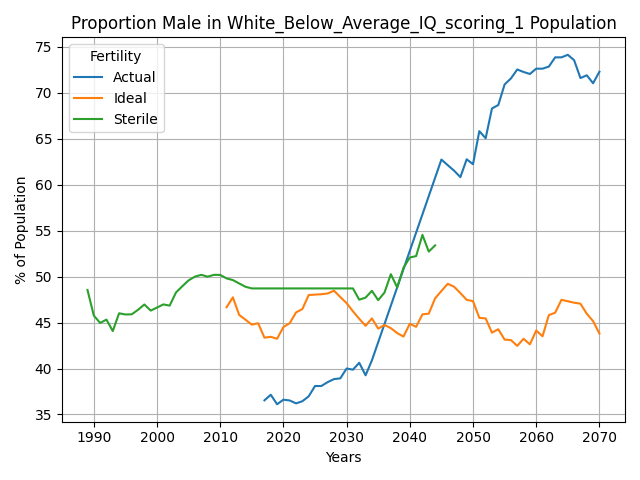 Proportion Male in White_Below_Average_IQ_scoring_1 Population
Fertility
Actual
Ideal
Sterile
% of Population
75
70
65
60
55
50
45
40
35
1990 2000 2010 2020 2030 2040 2050 2060 2070
Years